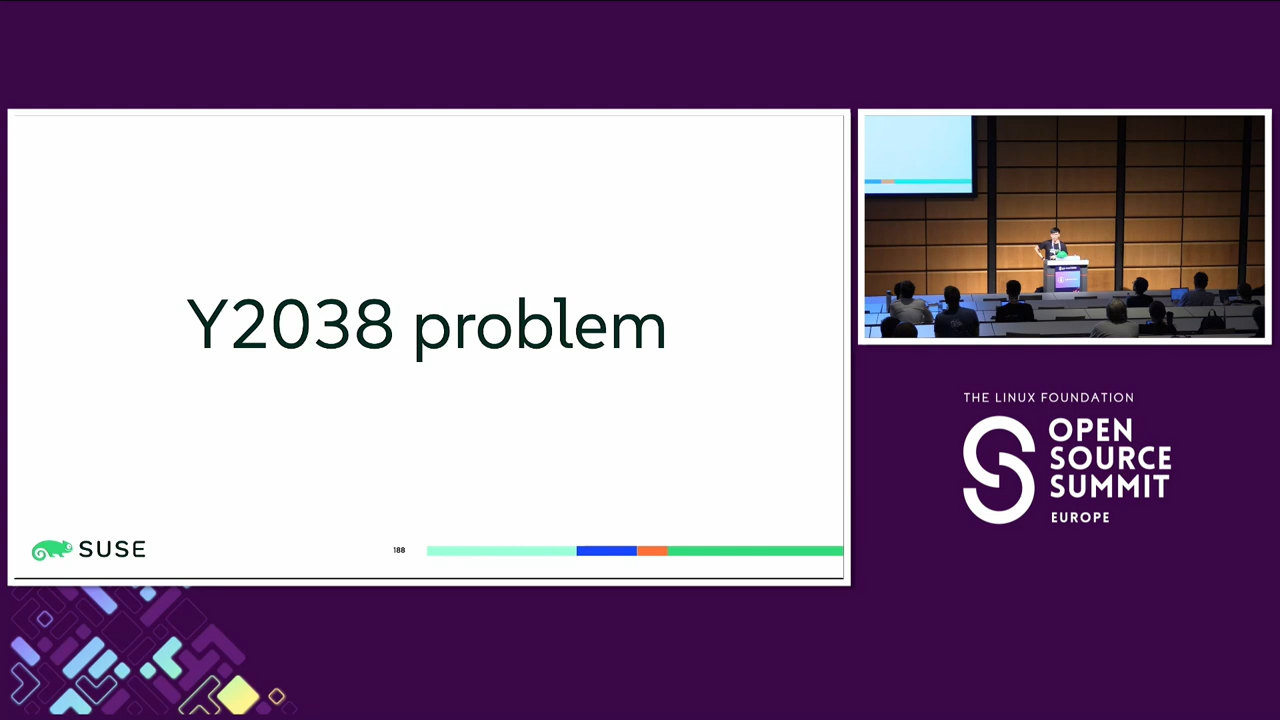 Y2038 problem
SUSE
188
THE LINUX FOUNDATION
OPEN
SOURCE
SUMMIT
EUROPE